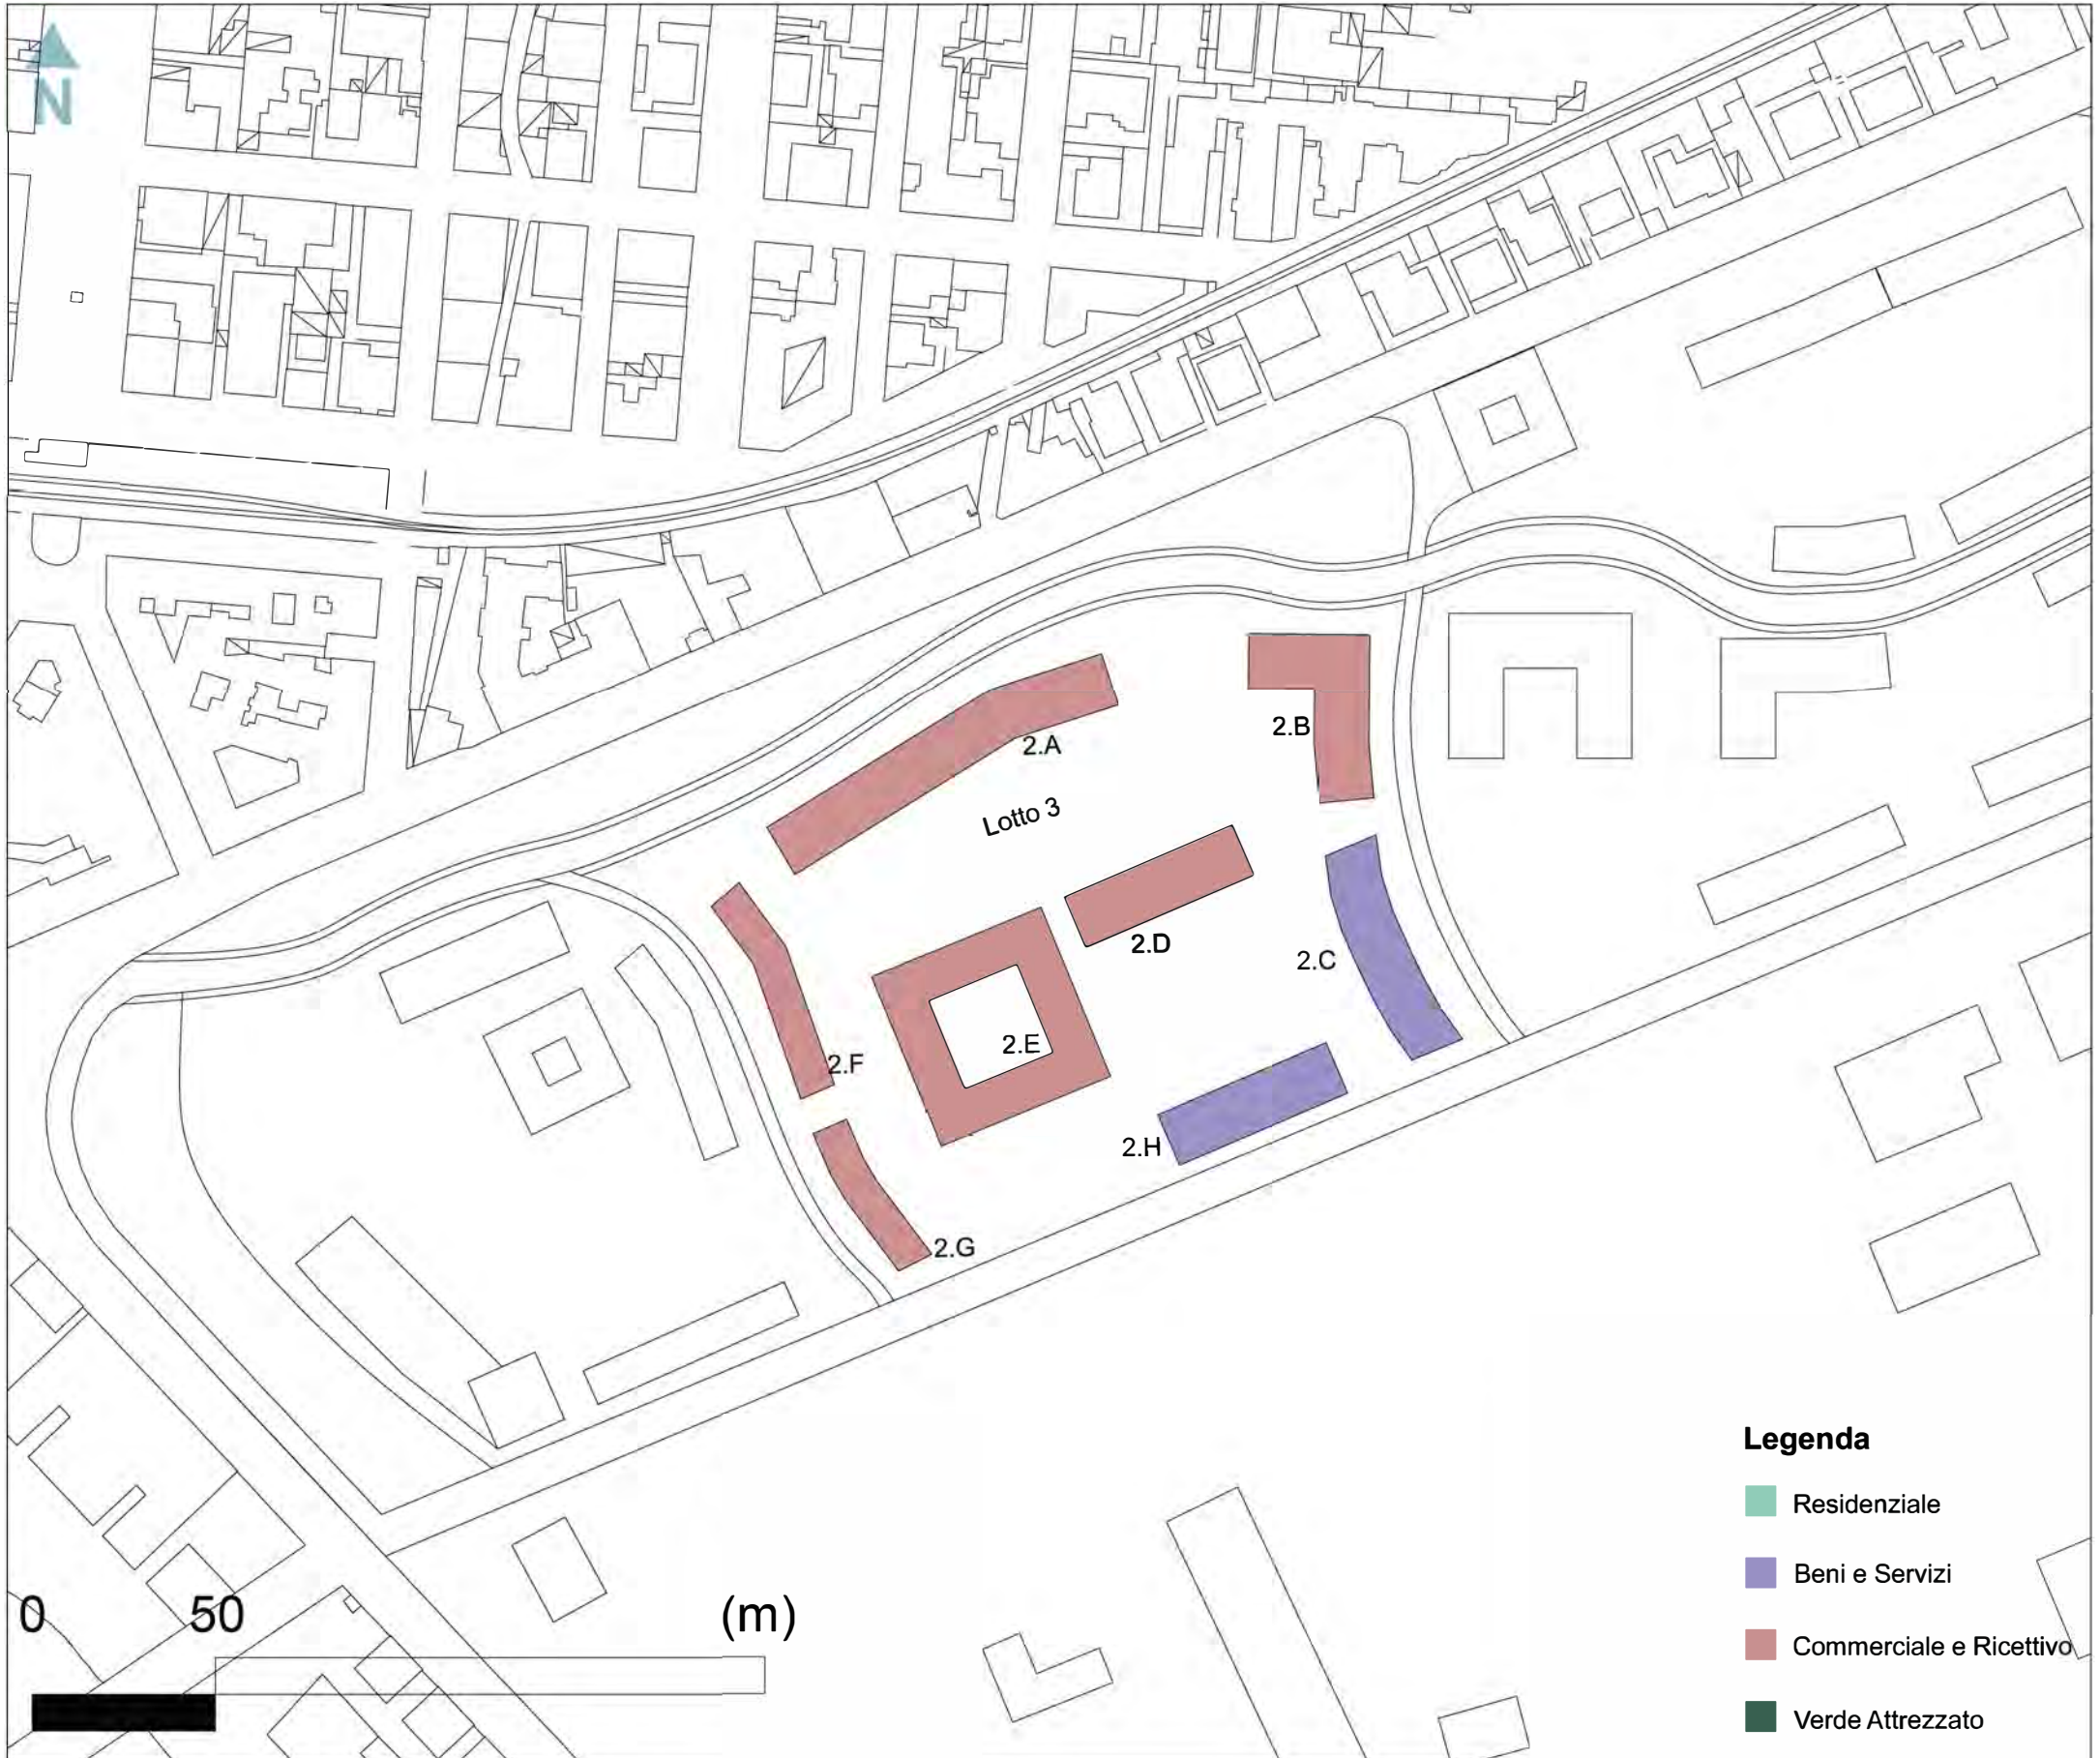 N
2.A
2.B
Lotto 3
2.D
2.C
2.E
2.F
2.H
2.G
Legenda
Residenziale
Beni e Servizi
Commerciale e Ricettivo
Verde Attrezzato
0 50 (m)